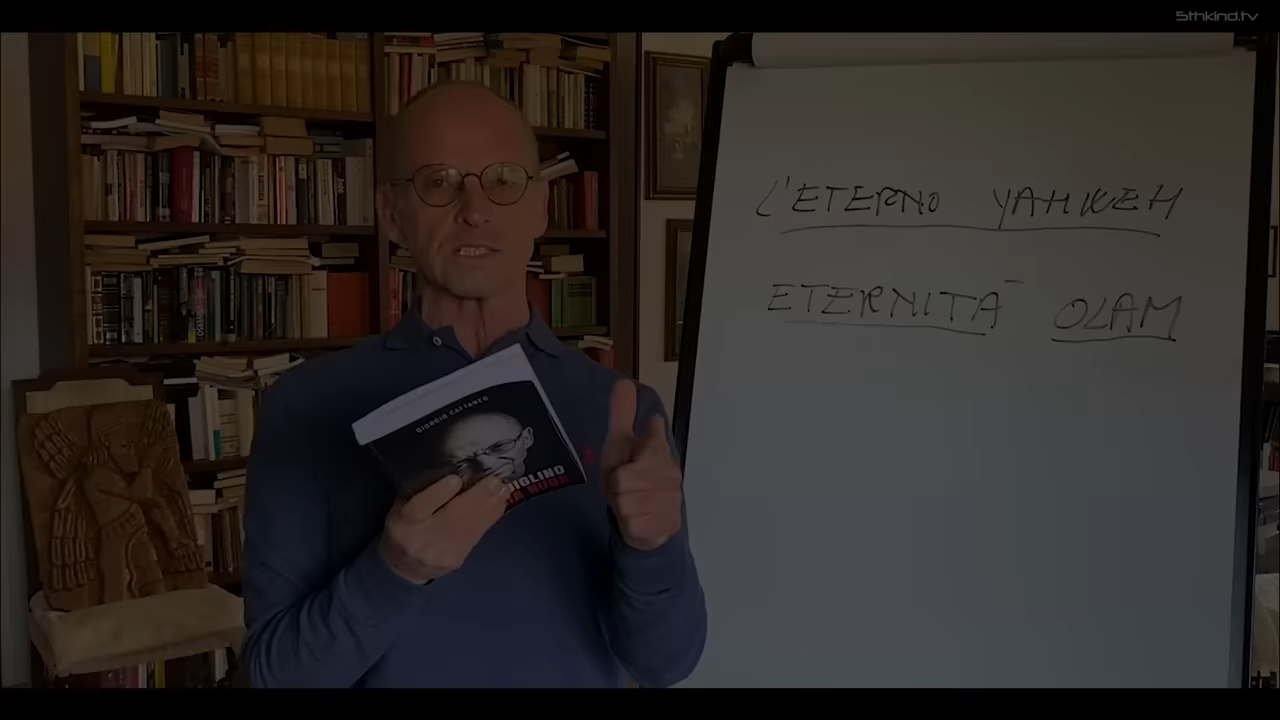 5thkind.tv
L'ETERNO YAHWEH
ETERNITÀ OLAM
GIORGIO CATTANEO